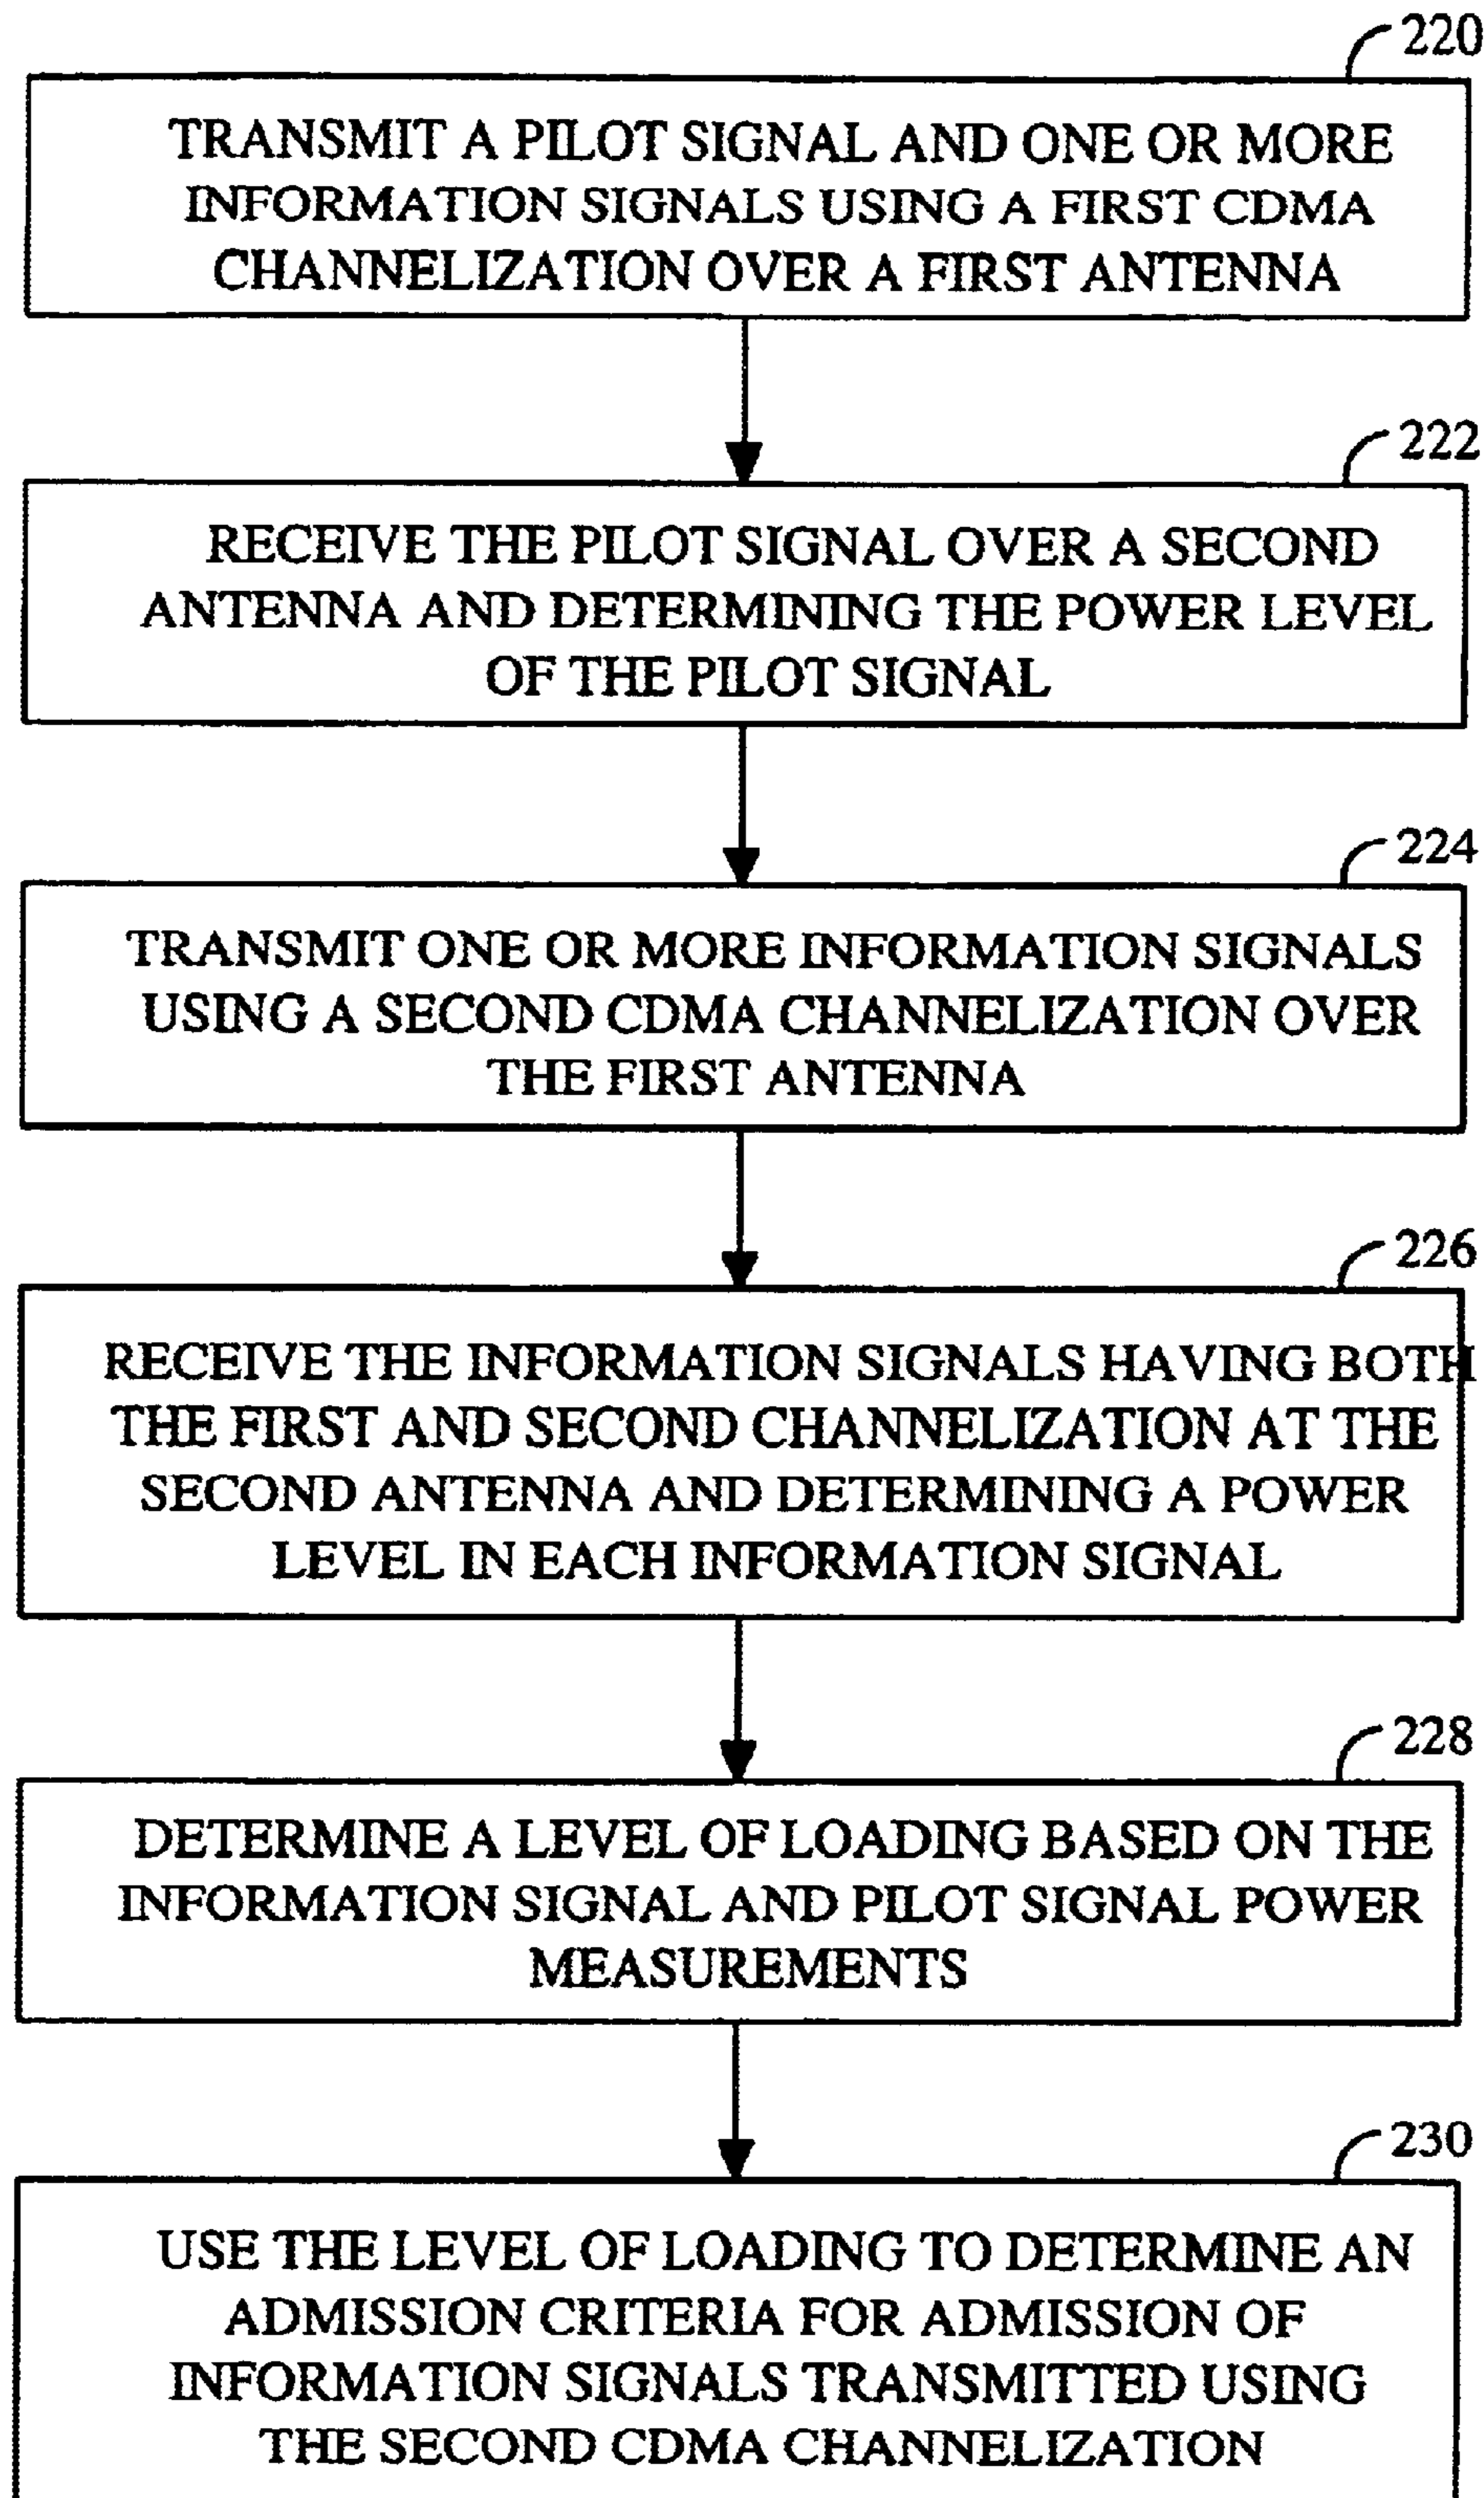 220
TRANSMIT A PILOT SIGNAL AND ONE OR MORE
INFORMATION SIGNALS USING A FIRST CDMA
CHANNELIZATION OVER A FIRST ANTENNA
222
RECEIVE THE PILOT SIGNAL OVER A SECOND
ANTENNA AND DETERMINING THE POWER LEVEL
OF THE PILOT SIGNAL
224
TRANSMIT ONE OR MORE INFORMATION SIGNALS
USING A SECOND CDMA CHANNELIZATION OVER
THE FIRST ANTENNA
226
RECEIVE THE INFORMATION SIGNALS HAVING BOTH
THE FIRST AND SECOND CHANNELIZATION AT THE
SECOND ANTENNA AND DETERMINING A POWER
LEVEL IN EACH INFORMATION SIGNAL
228
DETERMINE A LEVEL OF LOADING BASED ON THE
INFORMATION SIGNAL AND PILOT SIGNAL POWER
MEASUREMENTS
230
USE THE LEVEL OF LOADING TO DETERMINE AN
ADMISSION CRITERIA FOR ADMISSION OF
INFORMATION SIGNALS TRANSMITTED USING
THE SECOND CDMA CHANNELIZATION